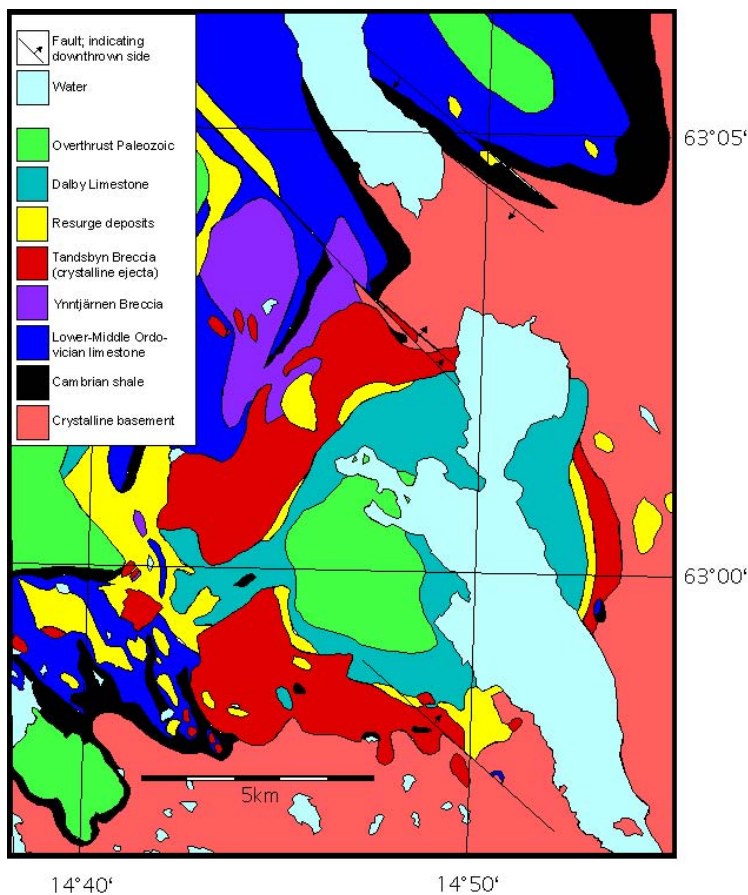 Fault; indicating
downthrown side
Water
Overthrust Paleozoic
Dalby Limestone
Resurge deposits
Tandsbyn Breccia
(crystalline ejecta)
Ynntjärnen Breccia
Lower-Middle Ordo-
vician limestone
Cambrian shale
Crystalline basement
63°05‘
63°00‘
5km
14°40‘
14°50‘